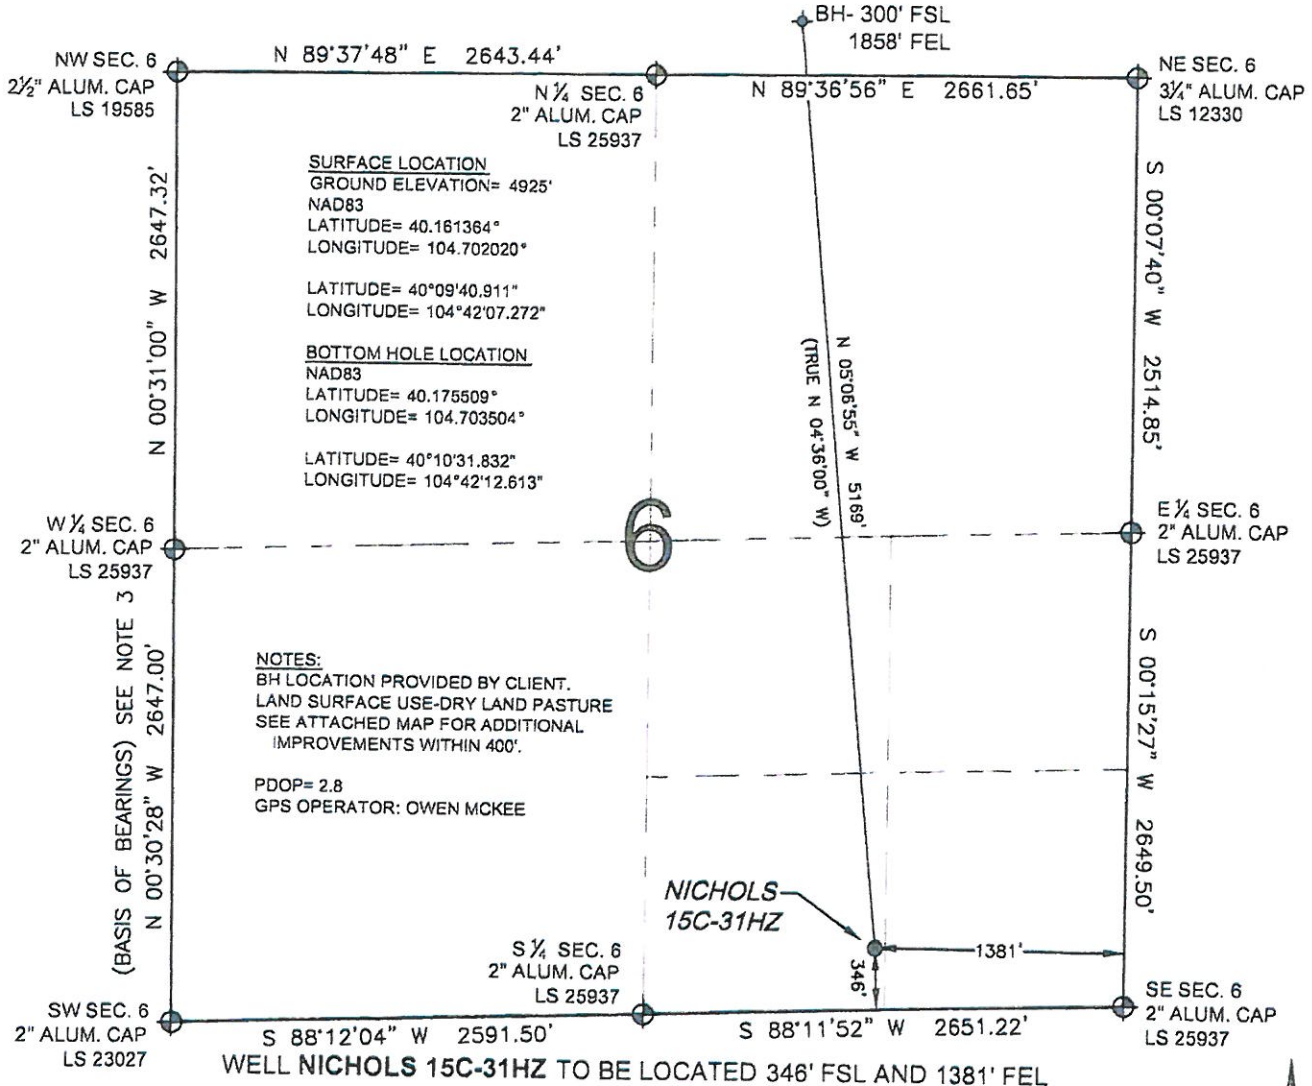 BH- 300' FSL
1858' FEL
NW SEC. 6
2½" ALUM. CAP
LS 19585
N 89°37'48" E 2643.44'
N ¼ SEC. 6
2" ALUM. CAP
LS 25937
N 89°36'56" E 2661.65'
NE SEC. 6
3¼" ALUM. CAP
LS 12330
SURFACE LOCATION
GROUND ELEVATION= 4925'
NAD83
LATITUDE= 40.161364°
LONGITUDE= 104.702020°
LATITUDE= 40°09'40.911"
LONGITUDE= 104°42'07.272"
BOTTOM HOLE LOCATION
NAD83
LATITUDE= 40.175509°
LONGITUDE= 104.703504°
LATITUDE= 40°10'31.832"
LONGITUDE= 104°42'12.613"
N 00°31'00" W 2647.32'
N 05°06'55" W 5169'
(TRUE N 04°36'00" W)
S 00°07'40" W 2514.85'
W ¼ SEC. 6
2" ALUM. CAP
LS 25937
6
E ¼ SEC. 6
2" ALUM. CAP
LS 25937
(BASIS OF BEARINGS) SEE NOTE 3
N 00°30'28" W 2647.00'
NOTES:
BH LOCATION PROVIDED BY CLIENT.
LAND SURFACE USE-DRY LAND PASTURE
SEE ATTACHED MAP FOR ADDITIONAL
IMPROVEMENTS WITHIN 400'.
PDOP= 2.8
GPS OPERATOR: OWEN MCKEE
S 00°15'27" W 2649.50'
NICHOLS
15C-31HZ
1381'
346'
S ¼ SEC. 6
2" ALUM. CAP
LS 25937
SW SEC. 6
2" ALUM. CAP
LS 23027
S 88°12'04" W 2591.50'
S 88°11'52" W 2651.22'
SE SEC. 6
2" ALUM. CAP
LS 25937
WELL NICHOLS 15C-31HZ TO BE LOCATED 346' FSL AND 1381' FEL